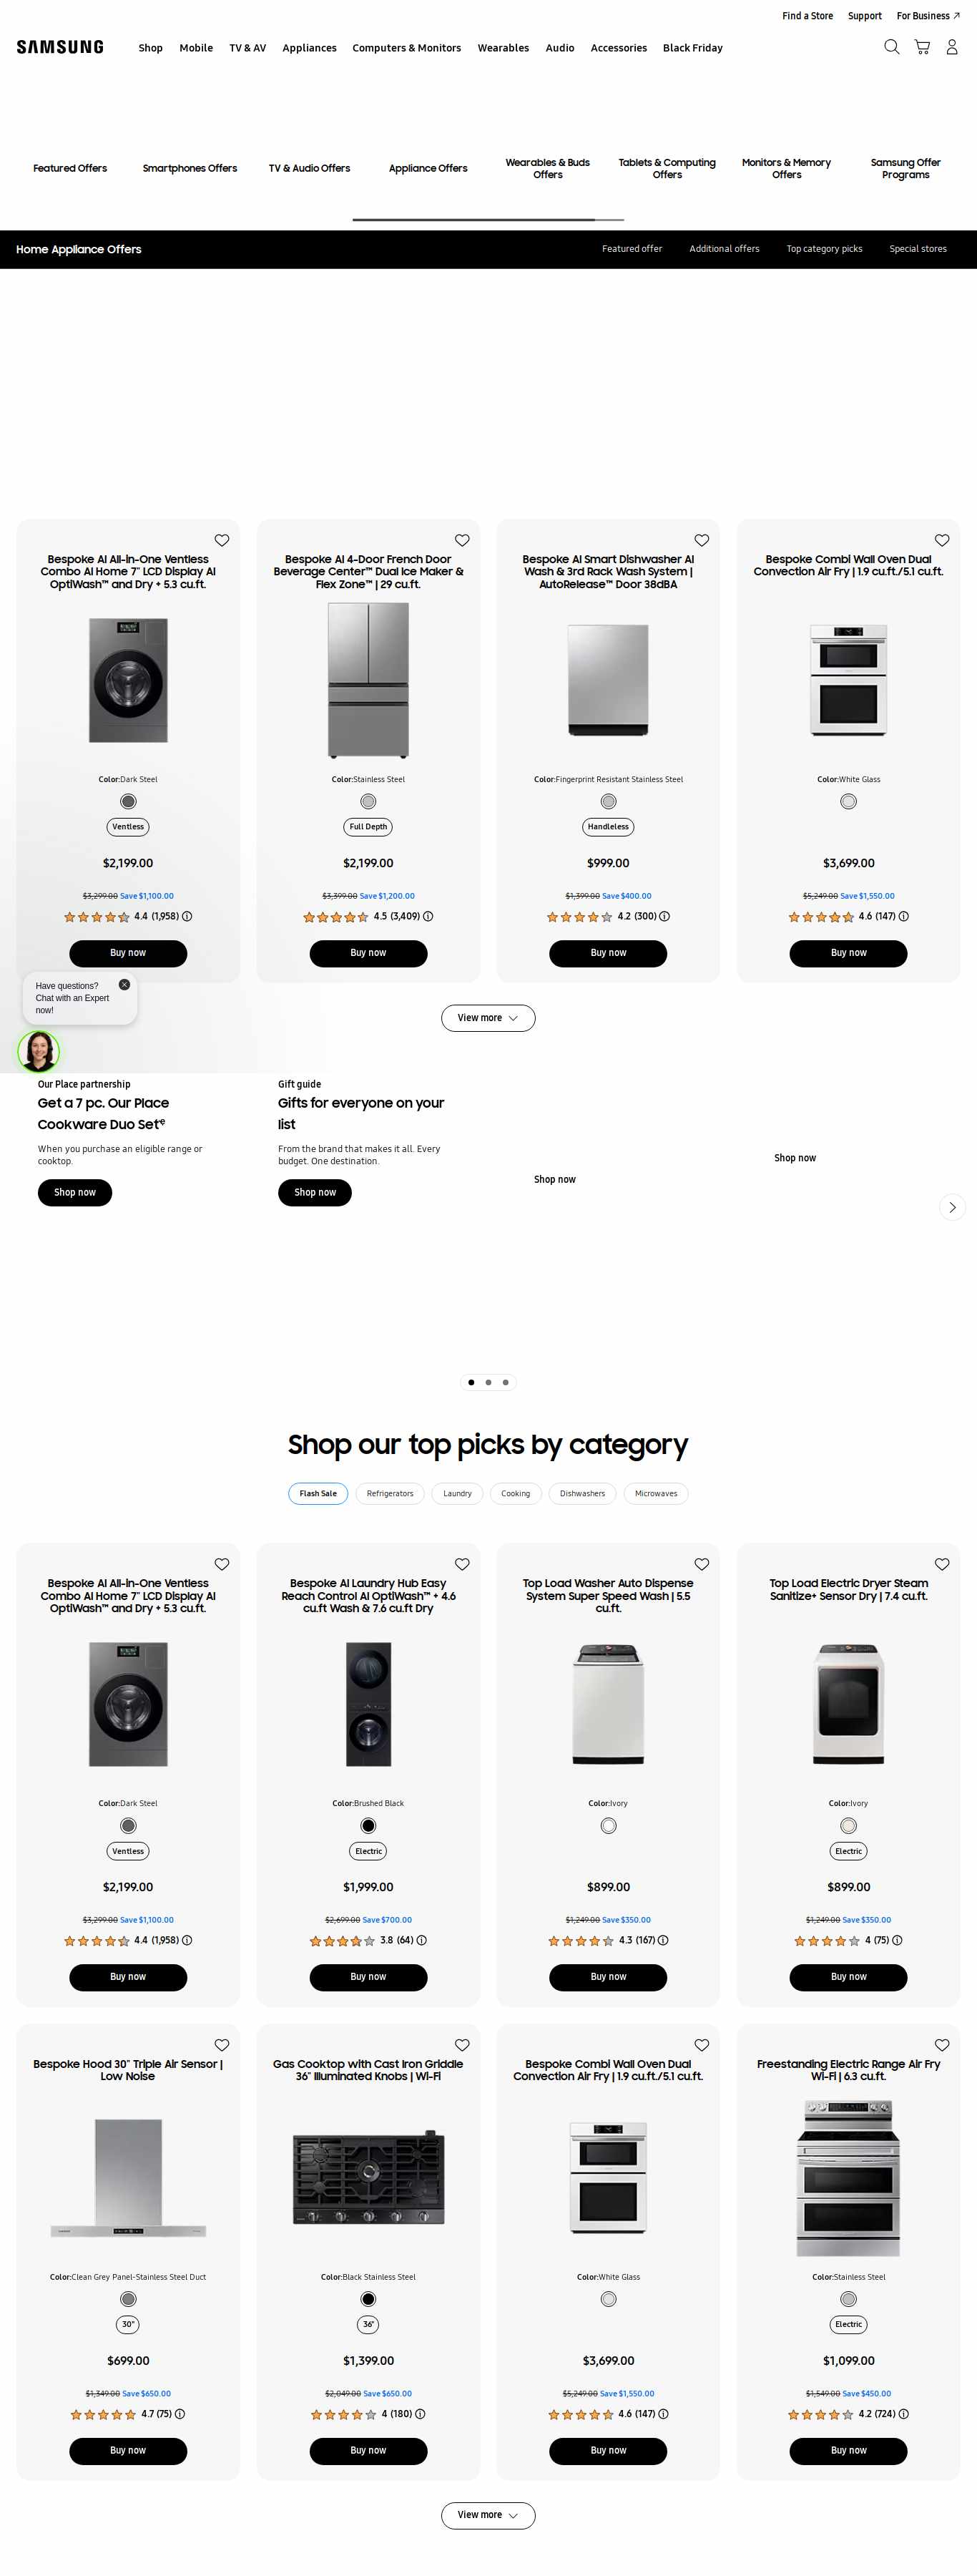 Find a Store Support For Business
SAMSUNG Shop Mobile TV & AV Appliances Computers & Monitors Wearables Audio Accessories Black Friday
Featured Offers
Smartphones Offers
TV & Audio Offers
Appliance Offers
Wearables & Buds
Offers
Tablets & Computing
Offers
Monitors & Memory
Offers
Samsung Offer
Programs
Home Appliance Offers
Featured offer Additional offers Top category picks Special stores
Bespoke AI All-in-One Ventless
Combo AI Home 7" LCD Display AI
OptiWash™ and Dry + 5.3 cu.ft.
Color:Dark Steel
Ventless
$2,199.00
$3,299.00 Save $1,100.00
4.4 (1,958)
Buy now
Bespoke AI 4-Door French Door
Beverage Center™ Dual Ice Maker &
Flex Zone™ | 29 cu.ft.
Color:Stainless Steel
Full Depth
$2,199.00
$3,399.00 Save $1,200.00
4.5 (3,409)
Buy now
Bespoke AI Smart Dishwasher AI
Wash & 3rd Rack Wash System |
AutoRelease™ Door 38dBA
Color:Fingerprint Resistant Stainless Steel
Handleless
$999.00
$1,399.00 Save $400.00
4.2 (300)
Buy now
Bespoke Combi Wall Oven Dual
Convection Air Fry | 1.9 cu.ft./5.1 cu.ft.
Color:White Glass
$3,699.00
$5,249.00 Save $1,550.00
4.6 (147)
Buy now
Have questions?
Chat with an Expert
now!
View more
Our Place partnership
Get a 7 pc. Our Place
Cookware Duo Set
When you purchase an eligible range or
cooktop.
Shop now
Gift guide
Gifts for everyone on your
list
From the brand that makes it all. Every
budget. One destination.
Shop now
Shop now
Shop now
Shop our top picks by category
Flash Sale Refrigerators Laundry Cooking Dishwashers Microwaves
Bespoke AI All-in-One Ventless
Combo AI Home 7" LCD Display AI
OptiWash™ and Dry + 5.3 cu.ft.
Color:Dark Steel
Ventless
$2,199.00
$3,299.00 Save $1,100.00
4.4 (1,958)
Buy now
Bespoke AI Laundry Hub Easy
Reach Control AI OptiWash™ + 4.6
cu.ft Wash & 7.6 cu.ft Dry
Color:Brushed Black
Electric
$1,999.00
$2,699.00 Save $700.00
3.8 (64)
Buy now
Top Load Washer Auto Dispense
System Super Speed Wash | 5.5
cu.ft.
Color:Ivory
$899.00
$1,249.00 Save $350.00
4.3 (167)
Buy now
Top Load Electric Dryer Steam
Sanitize+ Sensor Dry | 7.4 cu.ft.
Color:Ivory
Electric
$899.00
$1,249.00 Save $350.00
4 (75)
Buy now
Bespoke Hood 30" Triple Air Sensor |
Low Noise
Color:Clean Grey Panel-Stainless Steel Duct
30"
$699.00
$1,349.00 Save $650.00
4.7 (75)
Buy now
Gas Cooktop with Cast Iron Griddle
36" Illuminated Knobs | Wi-Fi
Color:Black Stainless Steel
36"
$1,399.00
$2,049.00 Save $650.00
4 (180)
Buy now
Bespoke Combi Wall Oven Dual
Convection Air Fry | 1.9 cu.ft./5.1 cu.ft.
Color:White Glass
$3,699.00
$5,249.00 Save $1,550.00
4.6 (147)
Buy now
Freestanding Electric Range Air Fry
Wi-Fi | 6.3 cu.ft.
Color:Stainless Steel
Electric
$1,099.00
$1,549.00 Save $450.00
4.2 (724)
Buy now
View more